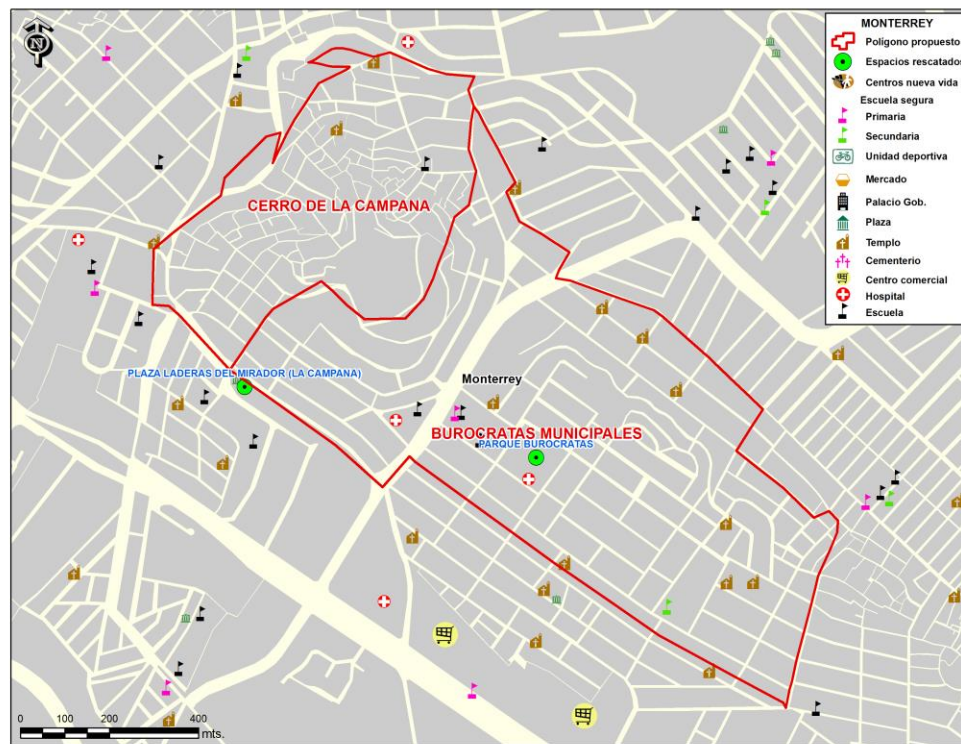 N
MONTERREY
Polígono propuesto
Espacios rescatados
Centros nueva vida
Escuela segura
Primaria
Secundaria
Unidad deportiva
Mercado
Palacio Gob.
Plaza
Templo
Cementerio
Centro comercial
Hospital
Escuela
CERRO DE LA CAMPANA
PLAZA LADERAS DEL MIRADOR (LA CAMPANA)
Monterrey
BUROCRATAS MUNICIPALES
PARQUE BUROCRATAS
0 100 200 400
mts.